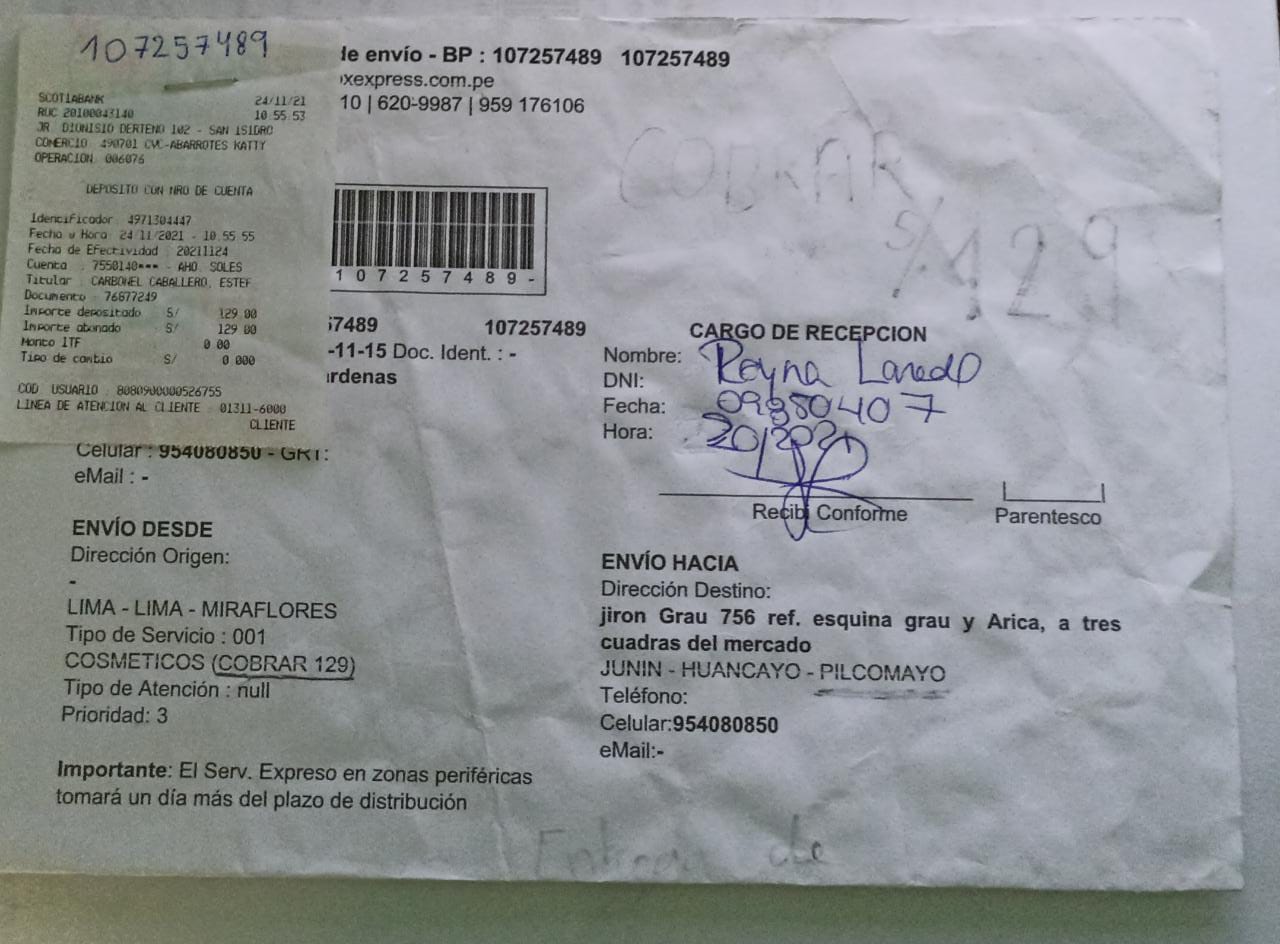 107257489
SCOTIABANK 24/11/21
RUC 20100043140 10:55:53
JR. DIONISIO DERTENO 102 - SAN ISIDRO
COMERCIO 490701 CVC-ABARROTES KATTY
OPERACION 006076
DEPOSITO CON NRO DE CUENTA
Identificador 4971304447
Fecha y Hora 24/11/2021 - 10:55:55
Fecha de Efectividad 20211124
Cuenta : 7550140*** - AHO SOLES
Titular : CARBONEL CABALLERO, ESTEF
Documento 76877249
Importe depositado S/ 129.00
Importe abonado S/ 129.00
Monto ITF 0.00
Tipo de cambio S/ 0.000
COD USUARIO : 8080900000526755
LINEA DE ATENCION AL CLIENTE : 01311-6000
CLIENTE
de envío - BP : 107257489 107257489
xexpress.com.pe
10 | 620-9987 | 959 176106
COBRAR
S/129
107257489-
57489 107257489
-11-15 Doc. Ident. : -
rdenas
Celular : 954080850 - GRT:
eMail : -
CARGO DE RECEPCION
Nombre: Reyna Laredo
DNI:
Fecha:
Hora:
Recibi Conforme
Parentesco
ENVÍO DESDE
Dirección Origen:
-
LIMA - LIMA - MIRAFLORES
Tipo de Servicio : 001
COSMETICOS (COBRAR 129)
Tipo de Atención : null
Prioridad: 3
ENVÍO HACIA
Dirección Destino:
jiron Grau 756 ref. esquina grau y Arica, a tres
cuadras del mercado
JUNIN - HUANCAYO - PILCOMAYO
Teléfono:
Celular:954080850
eMail:-
Importante: El Serv. Expreso en zonas periféricas
tomará un día más del plazo de distribución
de